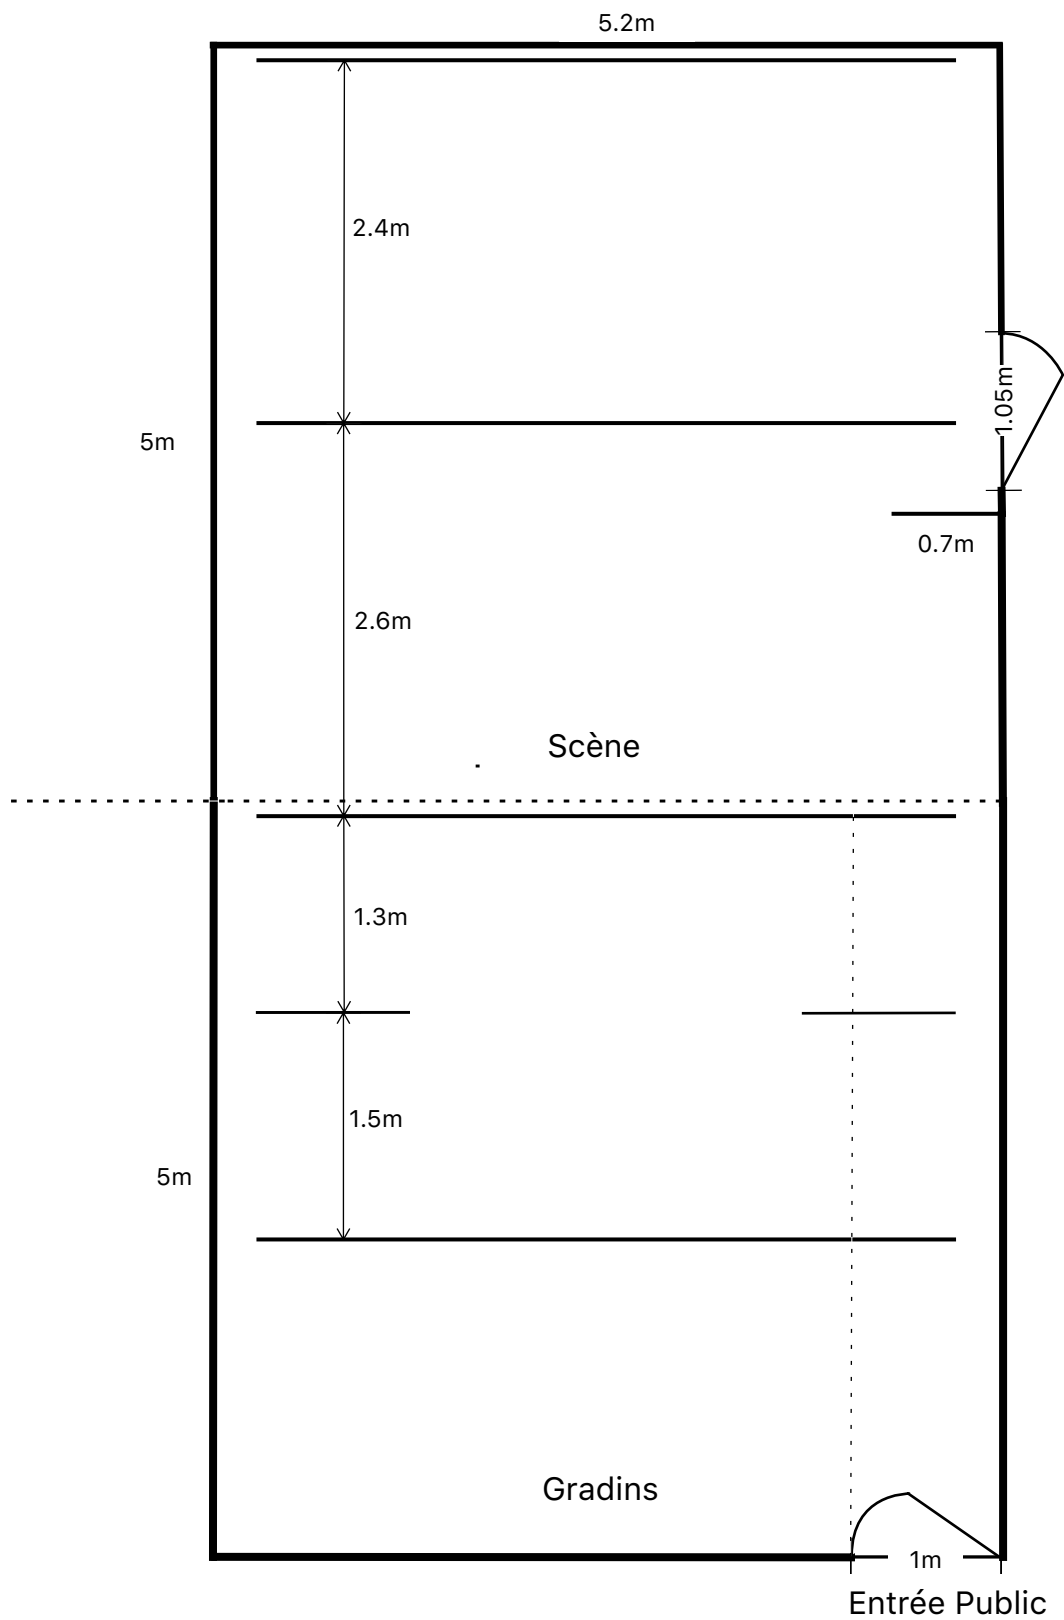 5.2m
2.4m
1.05m
5m
0.7m
2.6m
Scène
1.3m
1.5m
5m
Gradins
1m
Entrée Public